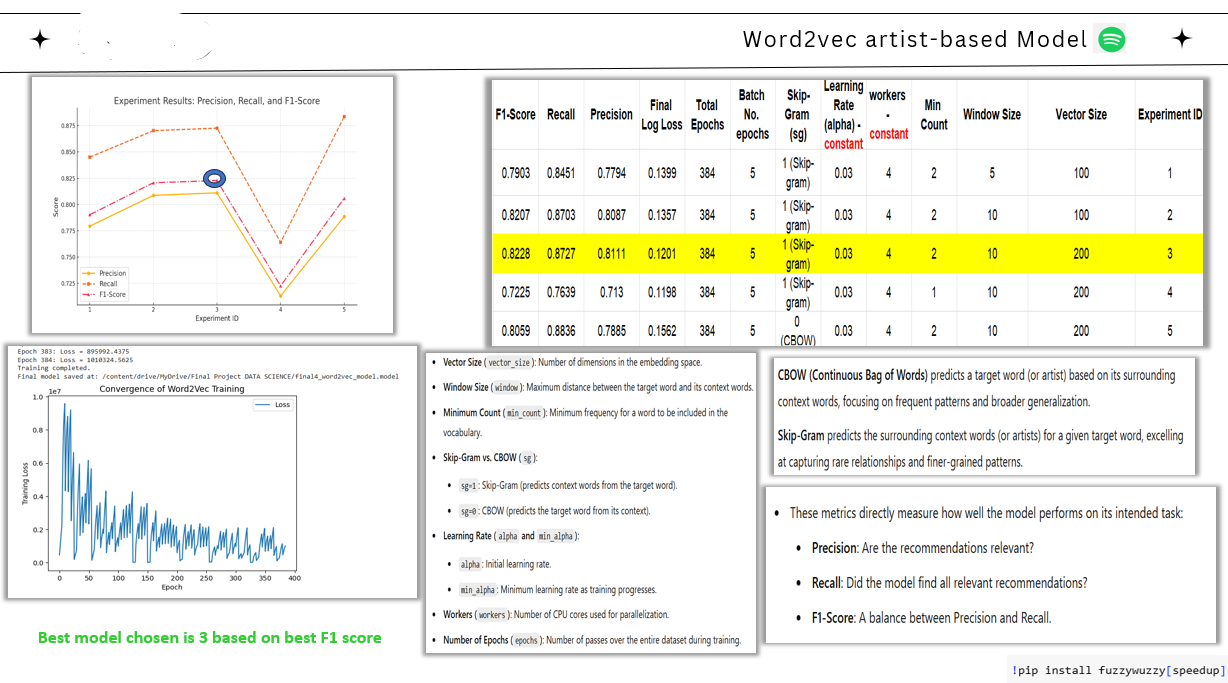 Word2vec artist-based Model
Experiment Results: Precision, Recall, and F1-Score
0.875
0.850
0.825
0.800
0.775
0.750
0.725
Score
Precision
Recall
F1-Score
1 2 3 4 5
Experiment ID
F1-Score Recall Precision Final Log Loss Total Epochs Batch No. epochs Skip-Gram (sg) Learning Rate (alpha) - constant workers - constant Min Count Window Size Vector Size Experiment ID
0.7903 0.8451 0.7794 0.1399 384 5 1 (Skip-gram) 0.03 4 2 5 100 1
0.8207 0.8703 0.8087 0.1357 384 5 1 (Skip-gram) 0.03 4 2 10 100 2
0.8228 0.8727 0.8111 0.1201 384 5 1 (Skip-gram) 0.03 4 2 10 200 3
0.7225 0.7639 0.713 0.1198 384 5 1 (Skip-gram) 0.03 4 1 10 200 4
0.8059 0.8836 0.7885 0.1562 384 5 0 (CBOW) 0.03 4 2 10 200 5
Epoch 383: Loss = 895992.4375
Epoch 384: Loss = 1010324.5625
Training completed.
Final model saved at: /content/drive/MyDrive/Final Project DATA SCIENCE/final4_word2vec_model.model
Convergence of Word2Vec Training
1e7
1.0
0.8
0.6
0.4
0.2
0.0
Training Loss
Loss
0 50 100 150 200 250 300 350 400
Epoch
Best model chosen is 3 based on best F1 score
• Vector Size ( vector_size ): Number of dimensions in the embedding space.
• Window Size ( window ): Maximum distance between the target word and its context words.
• Minimum Count ( min_count ): Minimum frequency for a word to be included in the
vocabulary.
• Skip-Gram vs. CBOW ( sg ):
• sg=1 : Skip-Gram (predicts context words from the target word).
• sg=0 : CBOW (predicts the target word from its context).
• Learning Rate ( alpha and min_alpha ):
• alpha : Initial learning rate.
• min_alpha : Minimum learning rate as training progresses.
• Workers ( workers ): Number of CPU cores used for parallelization.
• Number of Epochs ( epochs ): Number of passes over the entire dataset during training.
CBOW (Continuous Bag of Words) predicts a target word (or artist) based on its surrounding
context words, focusing on frequent patterns and broader generalization.
Skip-Gram predicts the surrounding context words (or artists) for a given target word, excelling
at capturing rare relationships and finer-grained patterns.
• These metrics directly measure how well the model performs on its intended task:
• Precision: Are the recommendations relevant?
• Recall: Did the model find all relevant recommendations?
• F1-Score: A balance between Precision and Recall.
!pip install fuzzywuzzy[speedup]